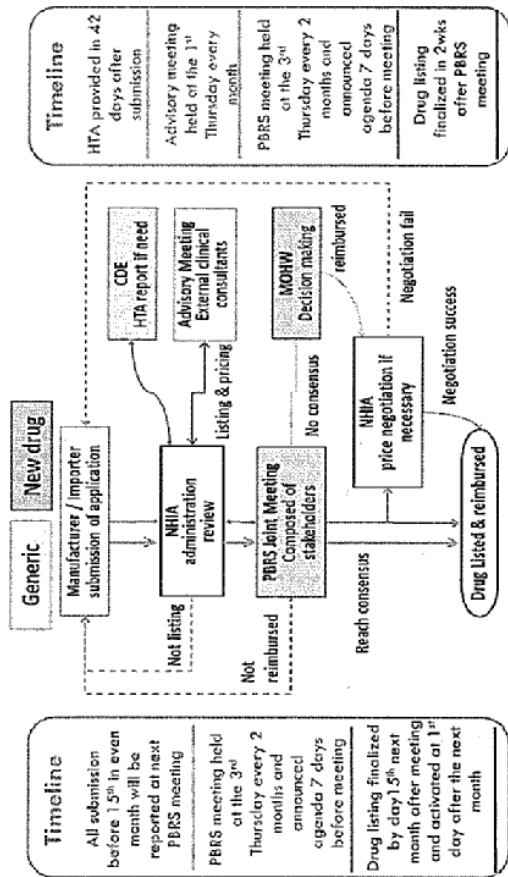 Timeline
All submission
before 15th in even
month will be
reported at next
PBRS meeting
PBRS meeting held
at the 3rd
Thursday every 2
months and
announced
agenda 7 days
before meeting
Drug listing finalized
by day15th next
month after meeting
and activated at 1st
day after the next
month
Generic
New drug
Manufacturer / Importer
submission of application
Not listing
NHIA
administration
review
CDE
HTA report if need
Advisory Meeting
External clinical
consultants
Listing & pricing
Not
reimbursed
PBRS Joint Meeting
Composed of
stakeholders
No consensus
MOHW
Decision making
reimbursed
Reach consensus
NHIA
price negotiation if
necessary
Negotiation fail
Negotiation success
Drug Listed & reimbursed
Timeline
HTA provided in 42
days after
submission
Advisory meeting
held at the 1st
Thursday every
month
PBRS meeting held
at the 3rd
Thursday every 2
months and
announced
agenda 7 days
before meeting
Drug listing
finalized in 2wks
after PBRS
meeting